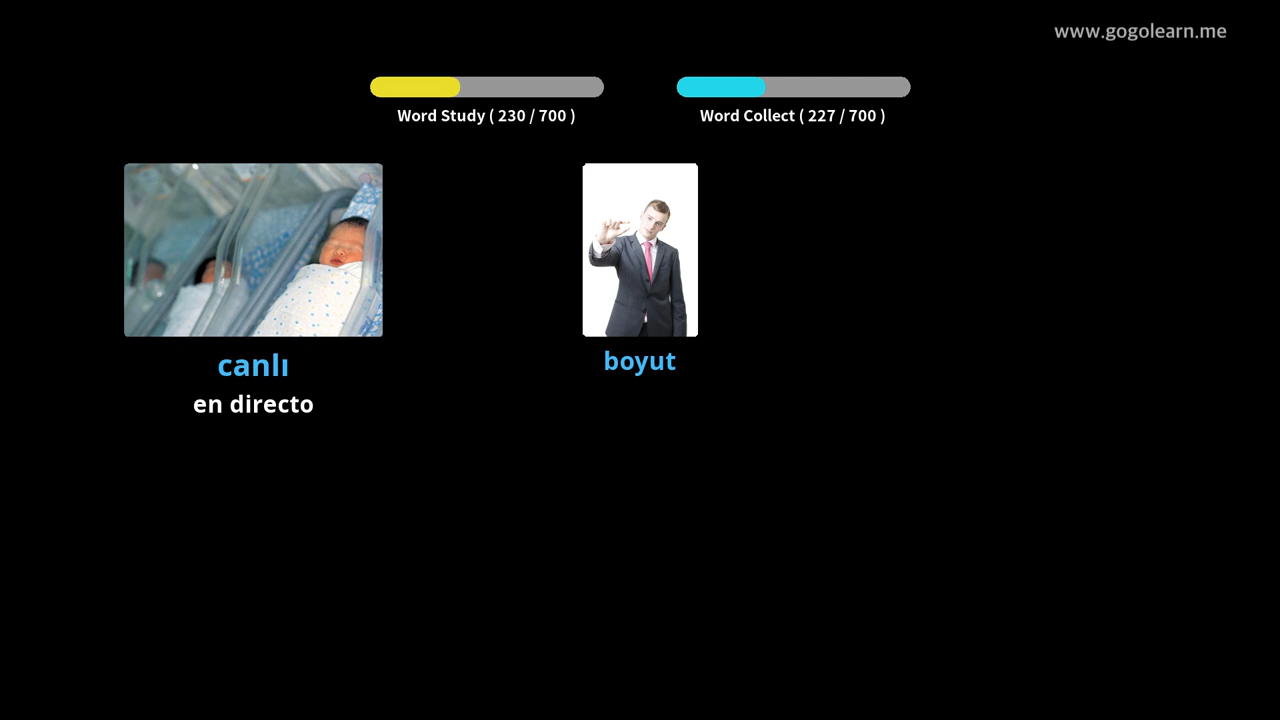 www.gogolearn.me
Word Study ( 230 / 700 )
Word Collect ( 227 / 700 )
canlı
en directo
boyut